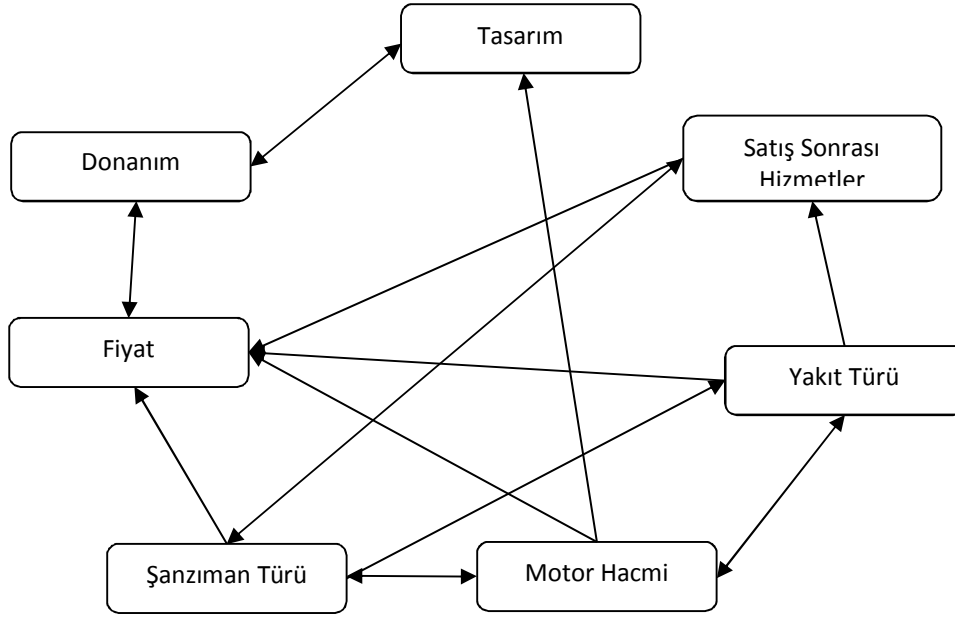 Tasarım
Donanım
Satış Sonrası
Hizmetler
Fiyat
Yakıt Türü
Şanzıman Türü
Motor Hacmi